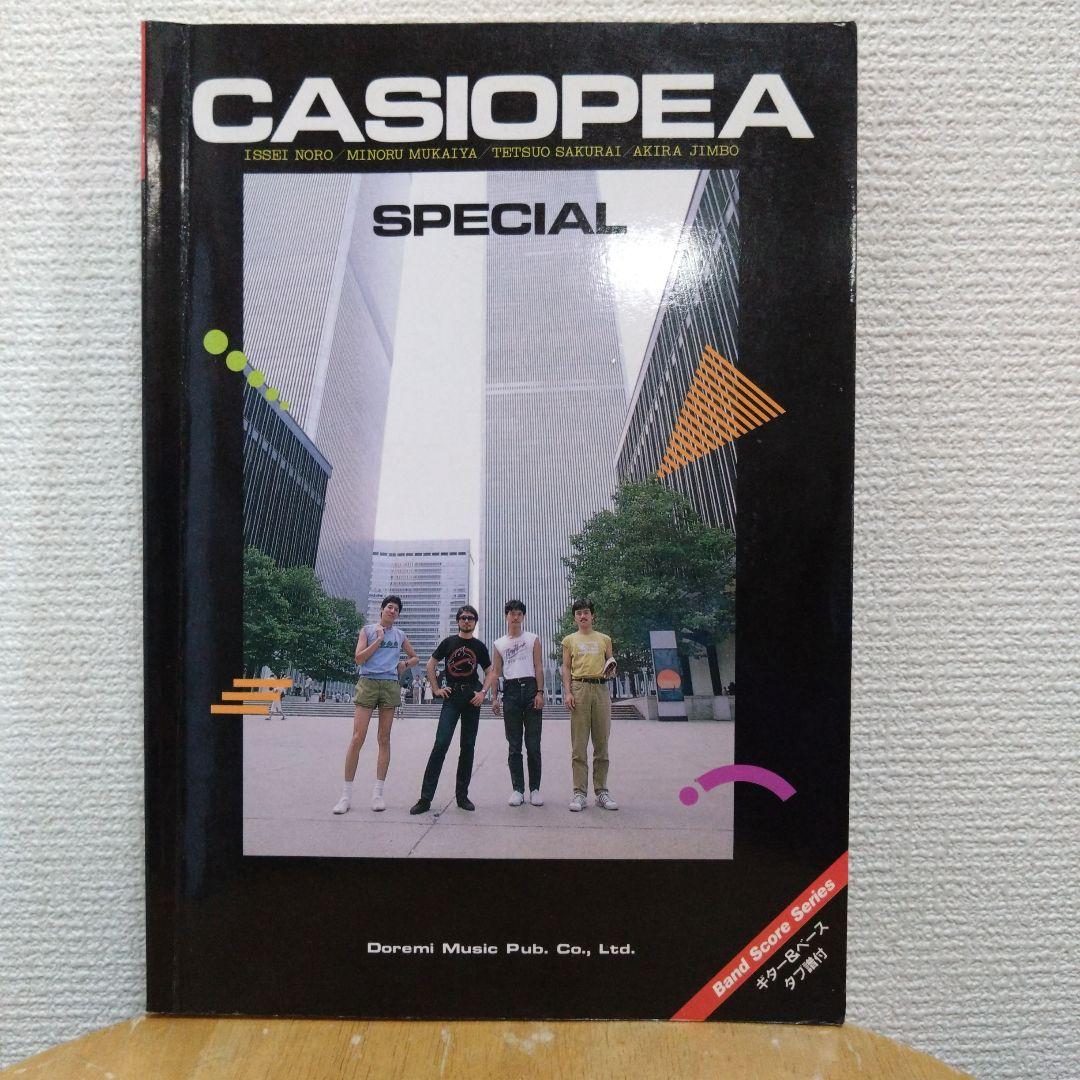 CASIOPEA
ISSEI NORO/MINORU MUKAIYA/TETSUO SAKURAI/AKIRA JIMBO
SPECIAL
Doremi Music Pub. Co., Ltd.
Band Score Series
ギター&ベース
タブ譜付